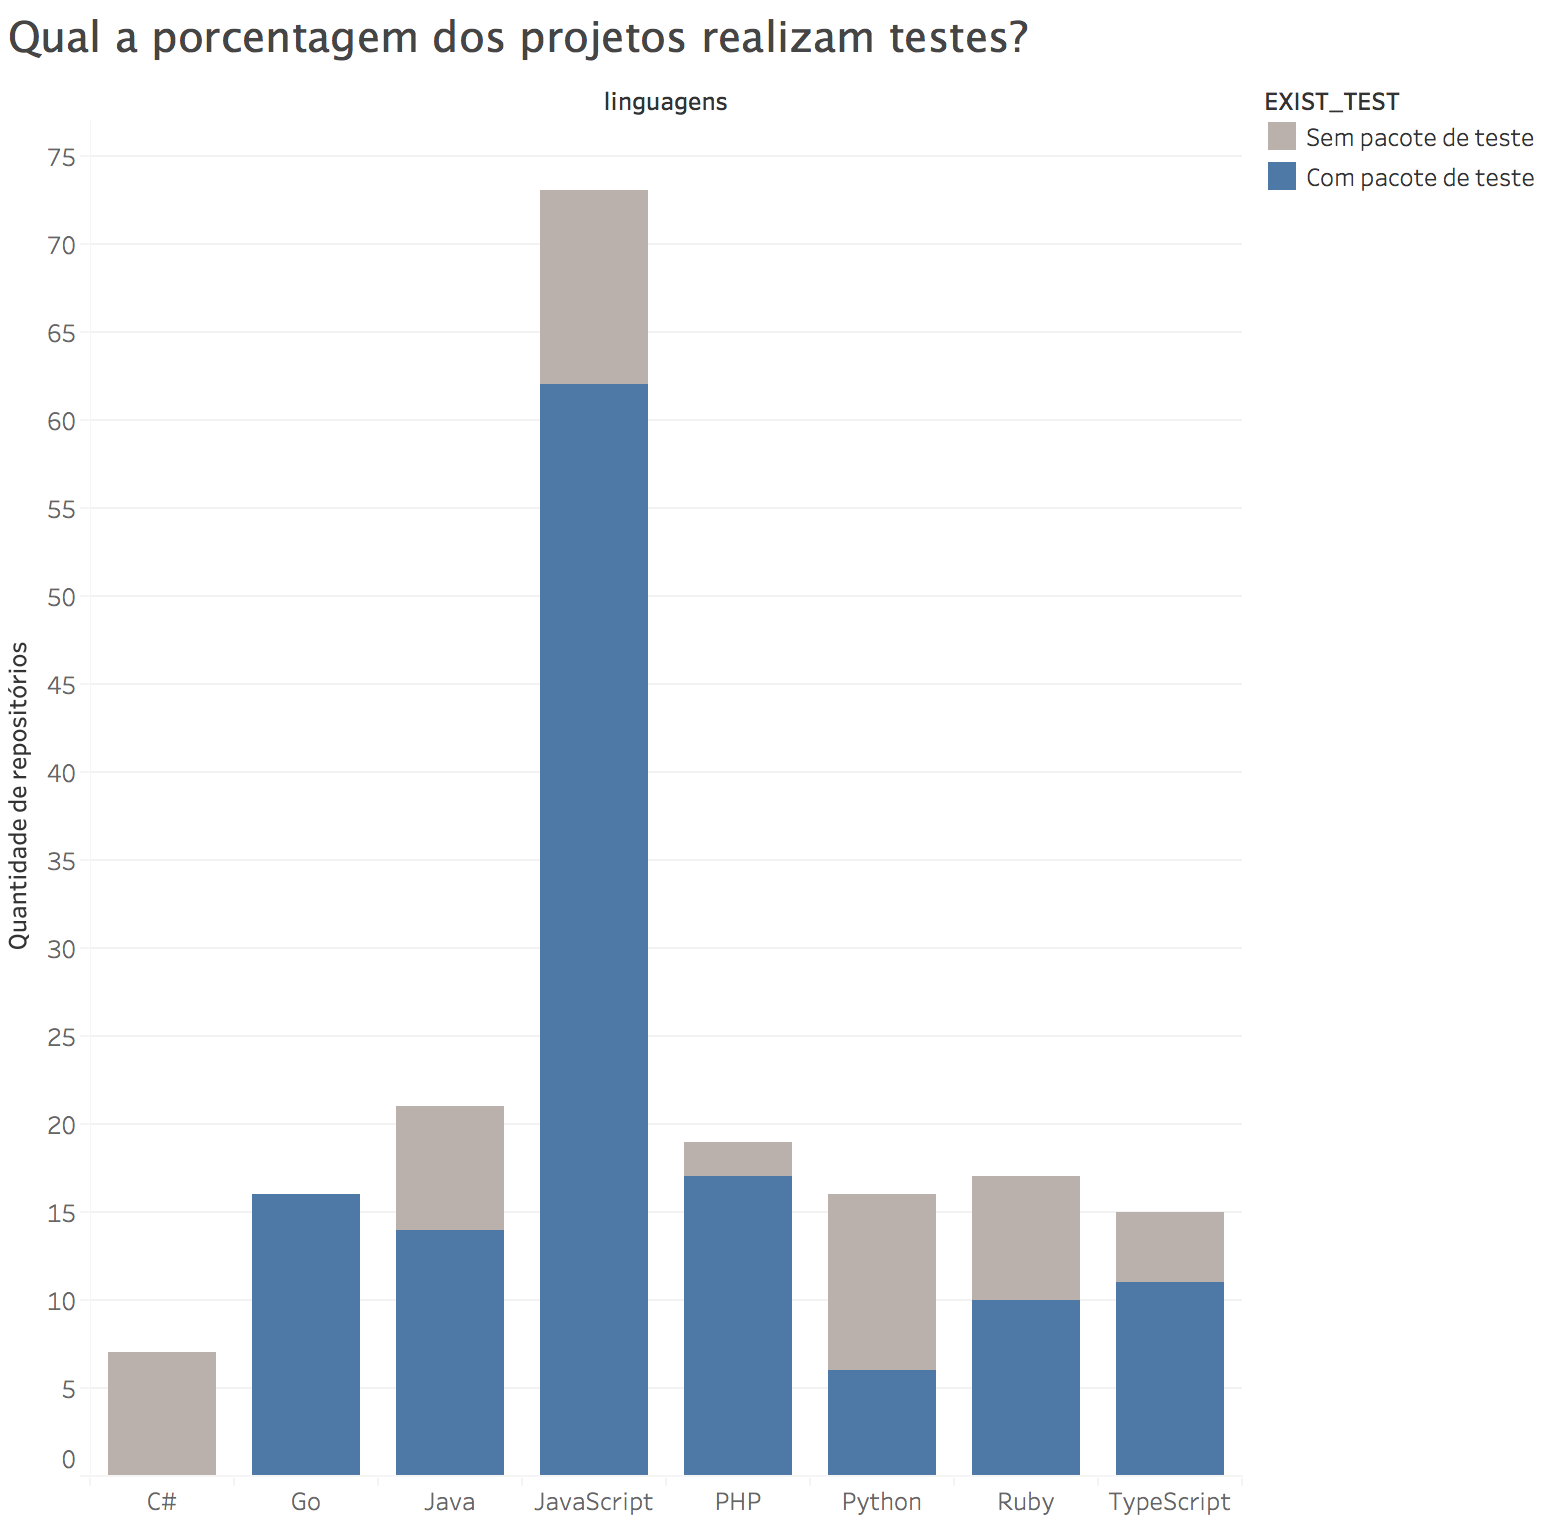 Qual a porcentagem dos projetos realizam testes?
linguagens
EXIST_TEST
Sem pacote de teste
Com pacote de teste
Quantidade de repositórios
75
70
65
60
55
50
45
40
35
30
25
20
15
10
5
0
C# Go Java JavaScript PHP Python Ruby TypeScript